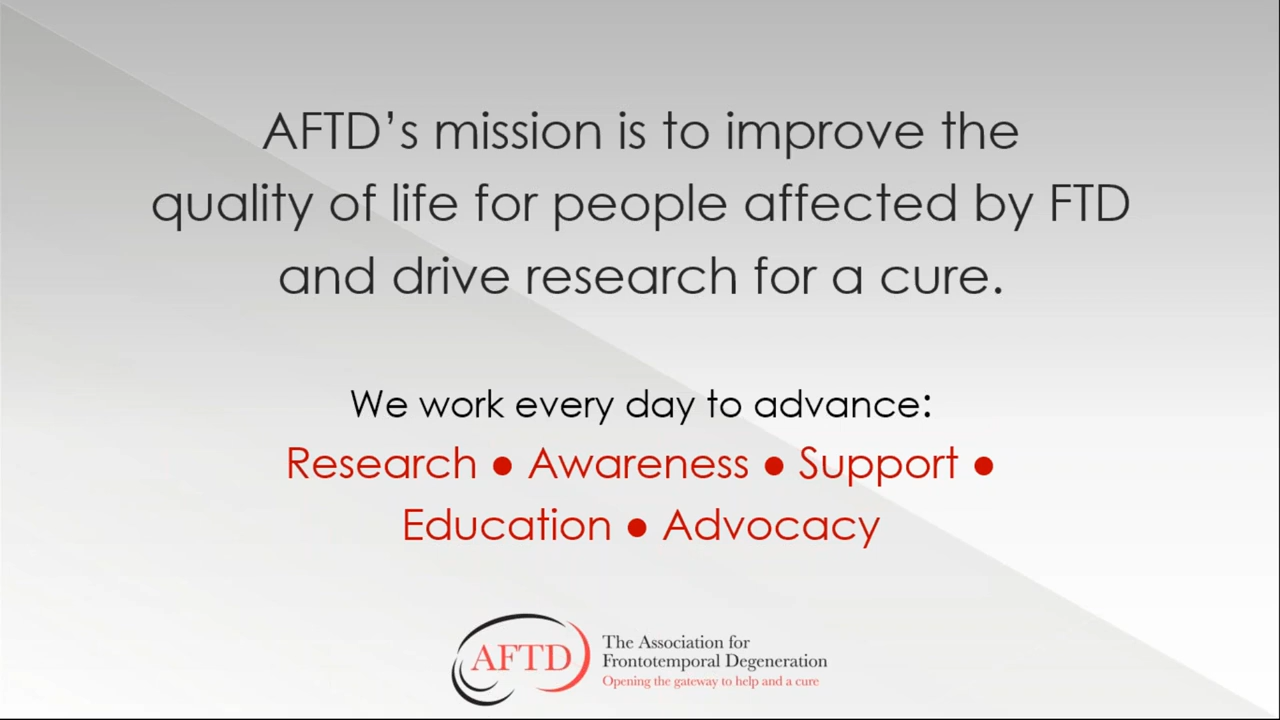 AFTD’s mission is to improve the
quality of life for people affected by FTD
and drive research for a cure.
We work every day to advance:
Research ● Awareness ● Support ●
Education ● Advocacy
AFTD
The Association for
Frontotemporal Degeneration
Opening the gateway to help and a cure